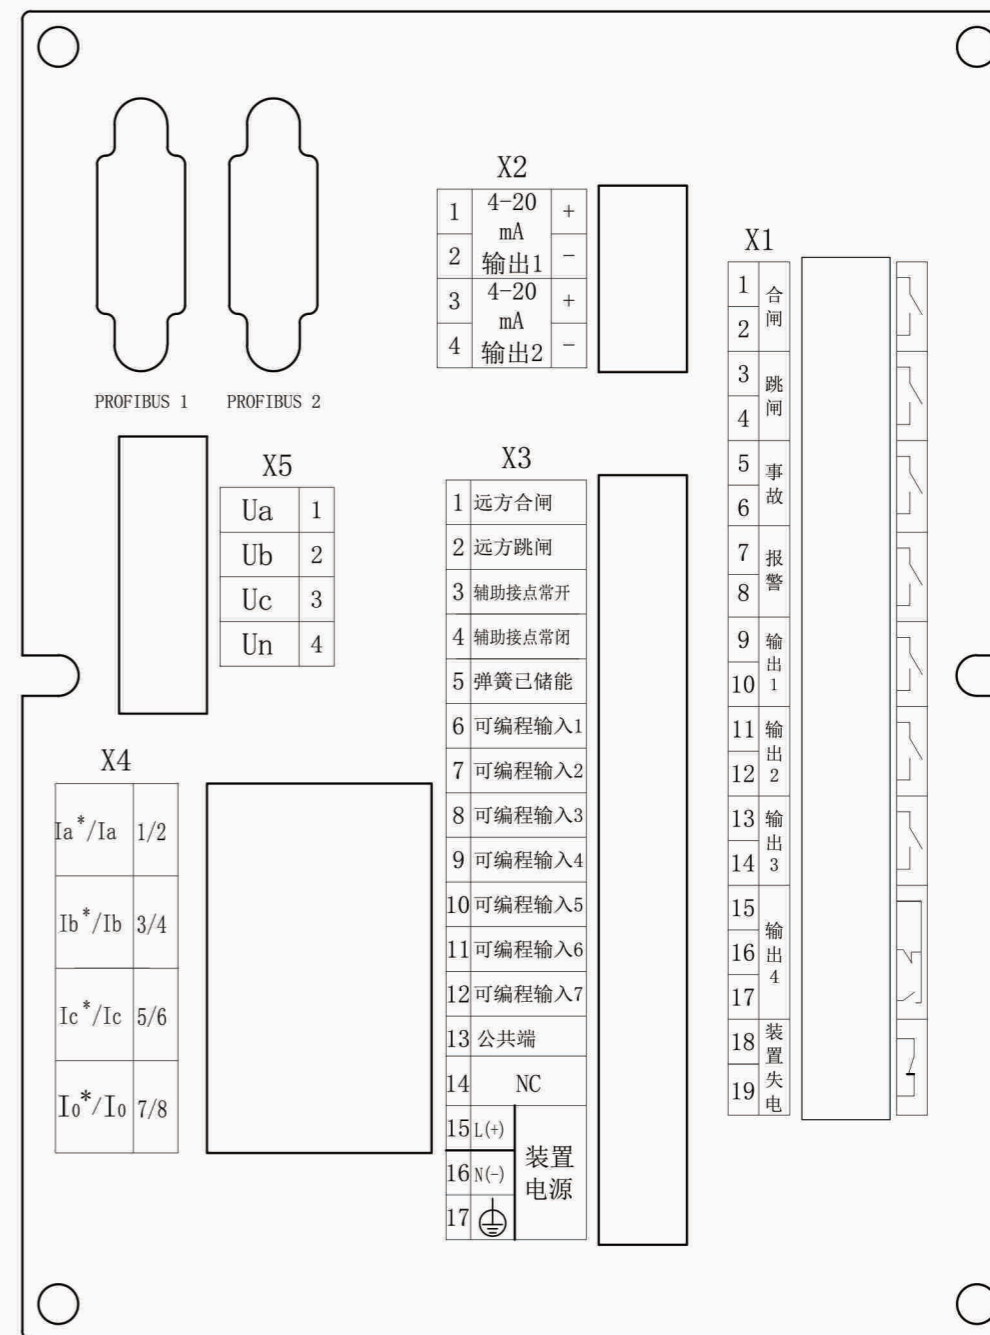 PROFIBUS 1
PROFIBUS 2
X2
1
4-20
mA
输出1
+
2
-
3
4-20
mA
输出2
+
4
-
X1
1
2
合闸
3
4
跳闸
5
6
事故
7
8
报警
9
10
输出1
11
12
输出2
13
14
输出3
15
16
17
输出4
18
19
装置失电
X5
Ua 1
Ub 2
Uc 3
Un 4
X3
1 远方合闸
2 远方跳闸
3 辅助接点常开
4 辅助接点常闭
5 弹簧已储能
6 可编程输入1
7 可编程输入2
8 可编程输入3
9 可编程输入4
10 可编程输入5
11 可编程输入6
12 可编程输入7
13 公共端
14 NC
15 L(+)
16 N(-)
17
装置
电源
X4
Ia*/Ia 1/2
Ib*/Ib 3/4
Ic*/Ic 5/6
I0*/I0 7/8